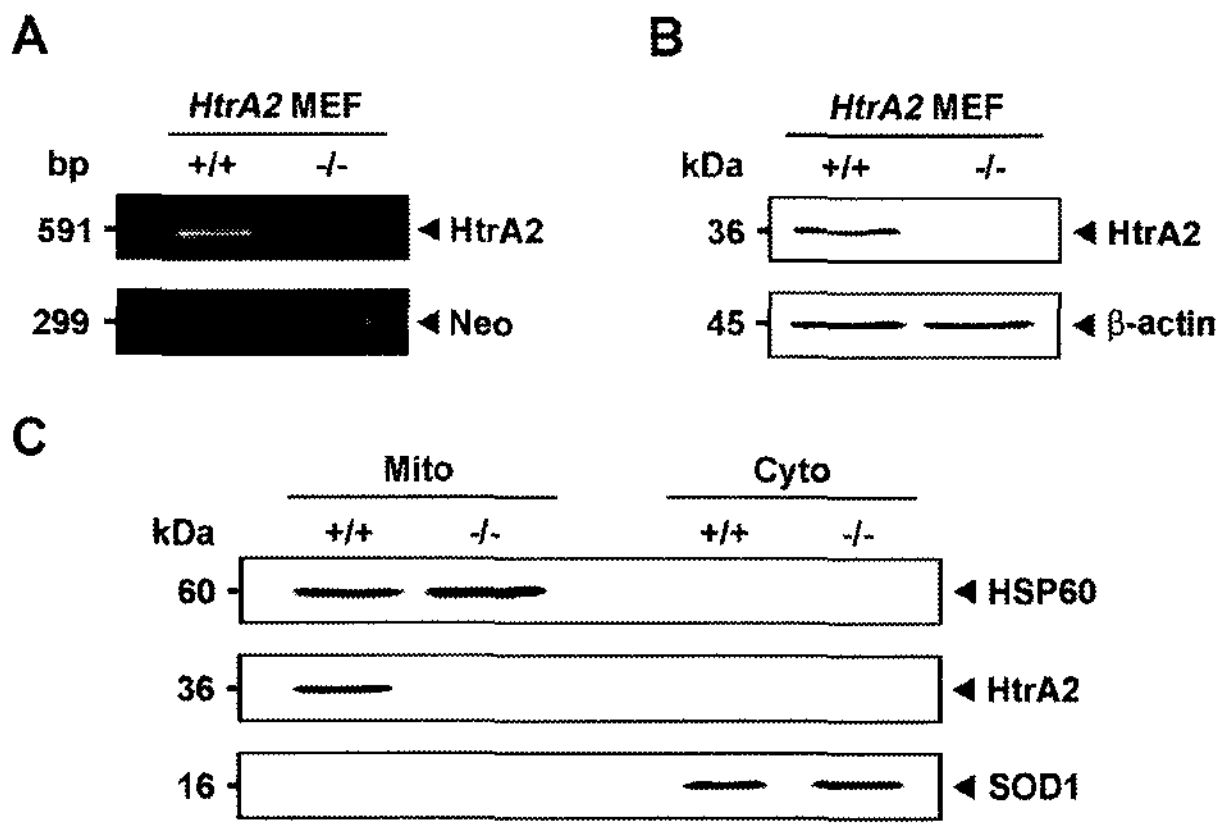 A
HtrA2 MEF
bp +/+ -/-
591 HtrA2
299 Neo
B
HtrA2 MEF
kDa +/+ -/-
36 HtrA2
45 β-actin
C
Mito Cyto
kDa +/+ -/- +/+ -/-
60 HSP60
36 HtrA2
16 SOD1